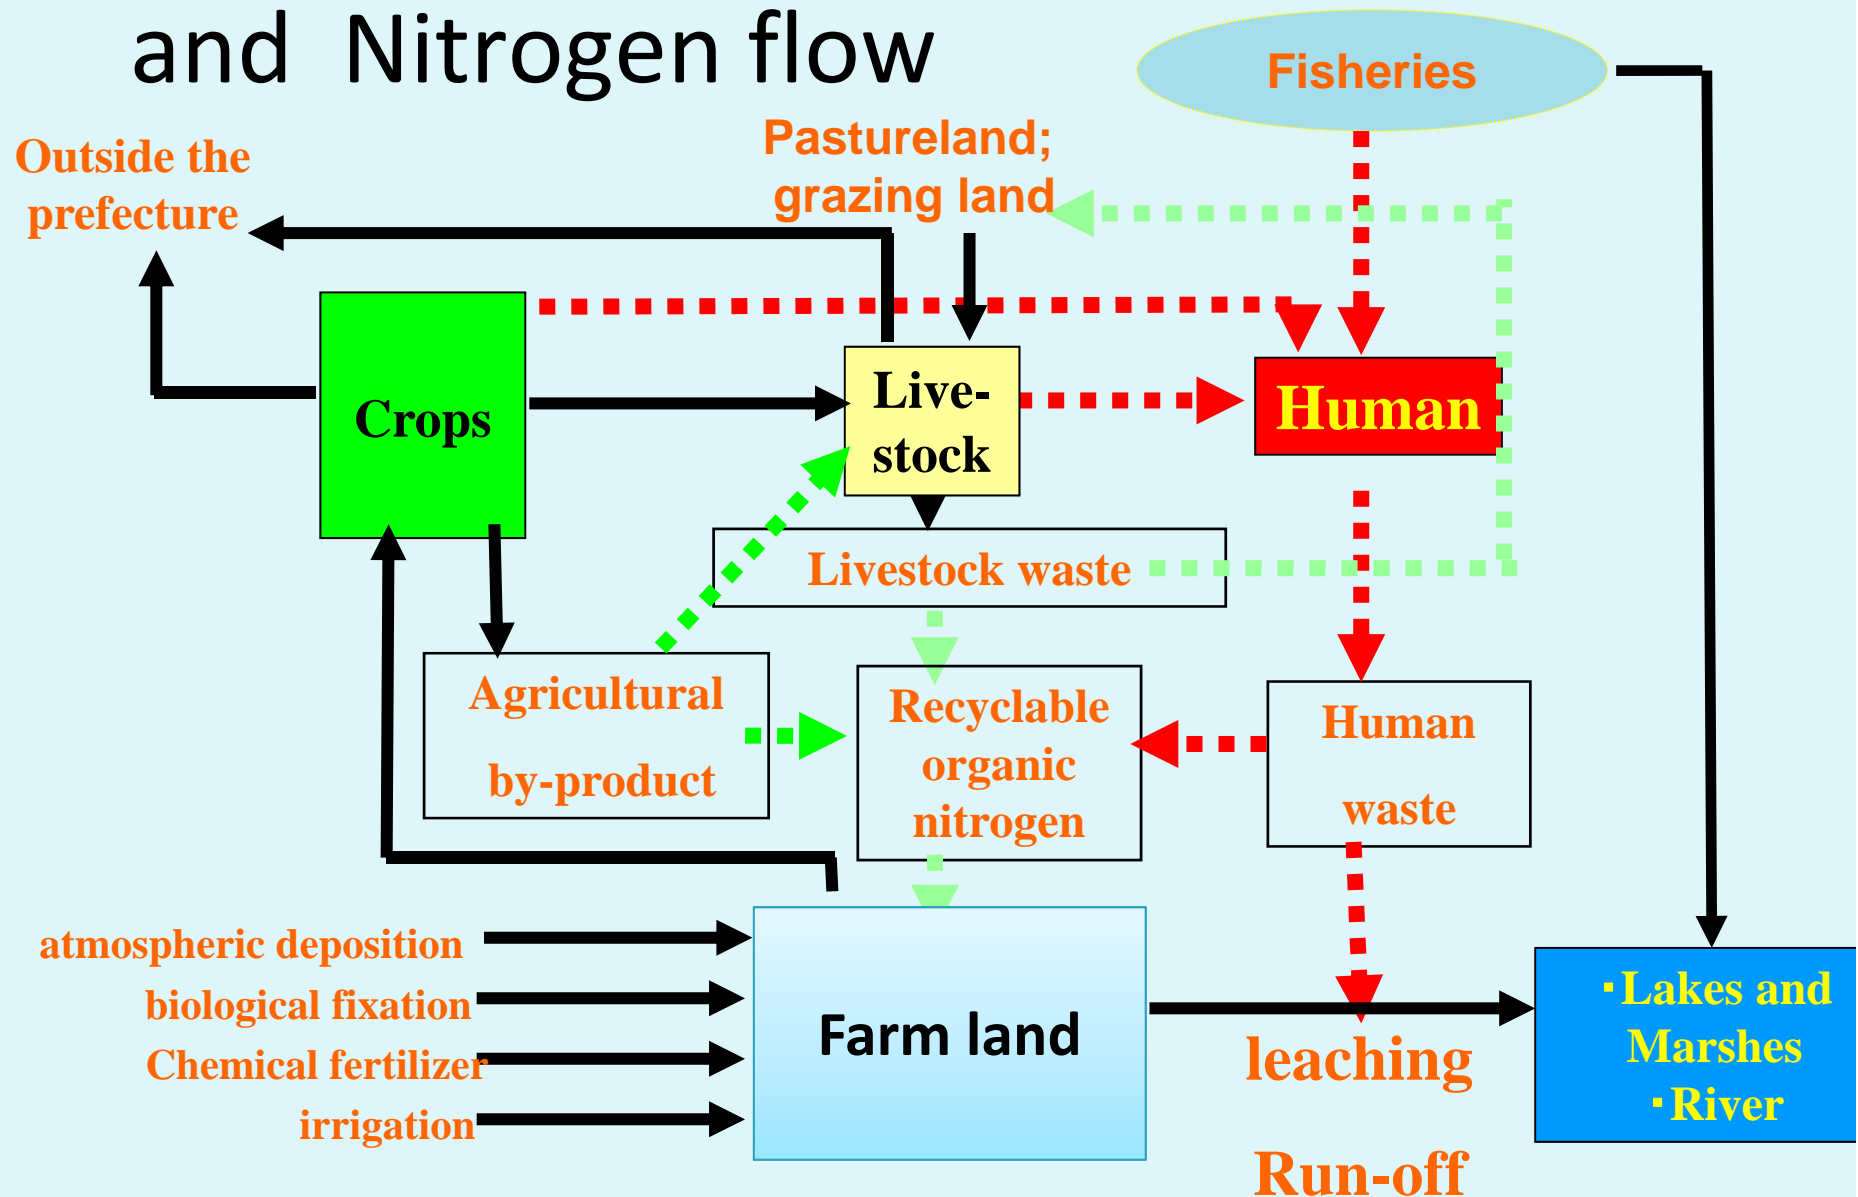 and Nitrogen flow
Fisheries
Pastureland;
grazing land
Outside the
prefecture
Crops
Live-
stock
Human
Livestock waste
Agricultural
by-product
Recyclable
organic
nitrogen
Human
waste
atmospheric deposition
biological fixation
Chemical fertilizer
irrigation
Farm land
leaching
Run-off
・Lakes and
Marshes
・River